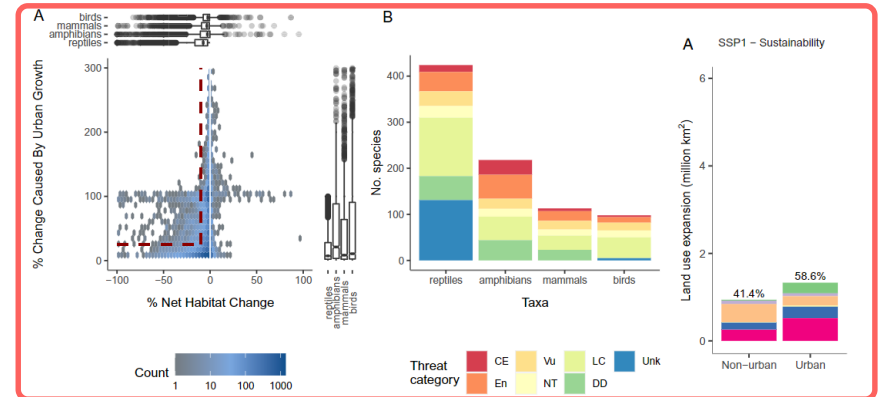 A
birds
mammals
amphibians
reptiles
% Change Caused By Urban Growth
300
200
100
0
−100
−50
0
50
100
% Net Habitat Change
reptiles
amphibians
mammals
birds
Count
1
10
100
1000
B
No. species
400
300
200
100
0
reptiles
amphibians
mammals
birds
Taxa
Threat
category
CE
Vu
LC
Unk
En
NT
DD
A
SSP1 − Sustainability
Land use expansion (million km²)
6
4
2
0
41.4%
58.6%
Non−urban
Urban